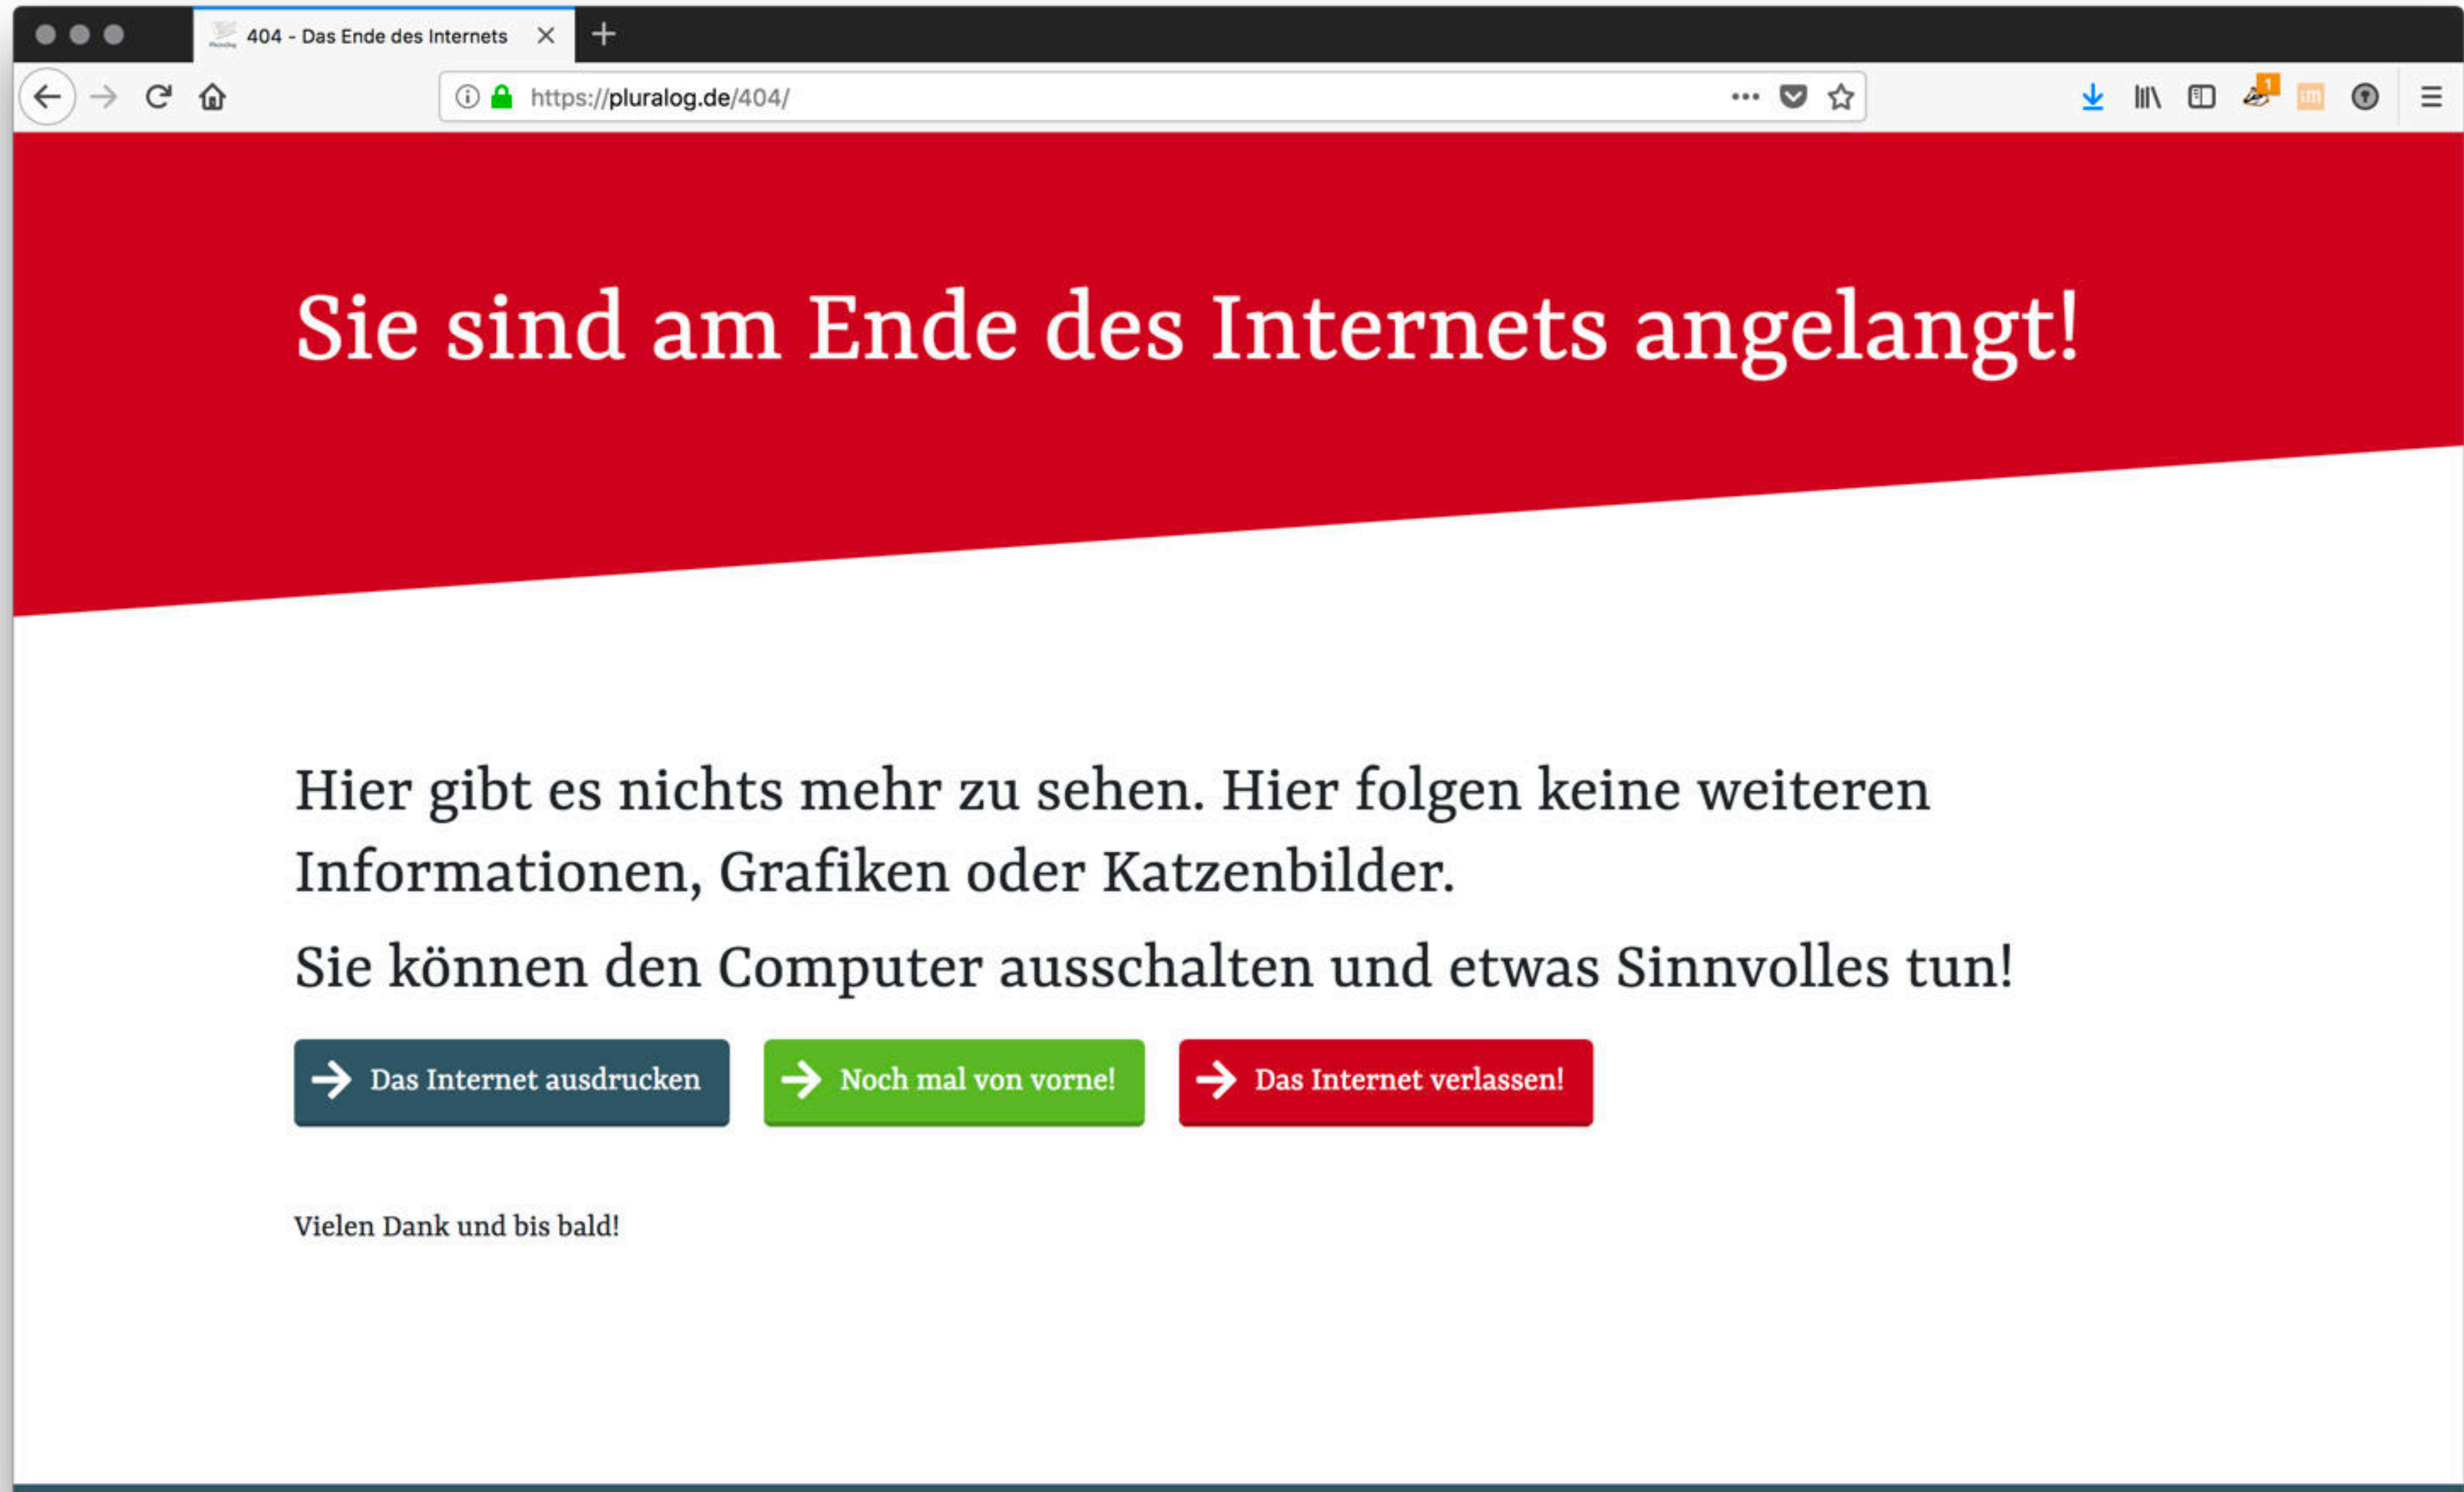 404 - Das Ende des Internets
https://pluralog.de/404/
1
im
Sie sind am Ende des Internets angelangt!
Hier gibt es nichts mehr zu sehen. Hier folgen keine weiteren
Informationen, Grafiken oder Katzenbilder.
Sie können den Computer ausschalten und etwas Sinnvolles tun!
Das Internet ausdrucken
Noch mal von vorne!
Das Internet verlassen!
Vielen Dank und bis bald!